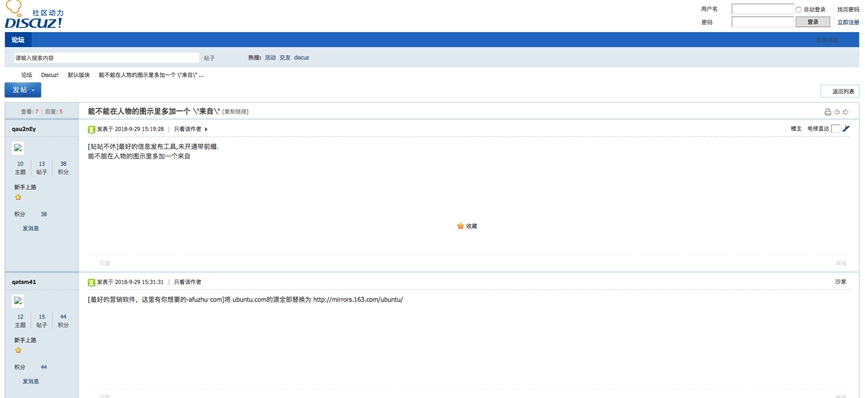 社区动力
DISCUZ!
用户名
自动登录
找回密码
密码
登录
立即注册
论坛
请输入搜索内容
帖子
热搜: 活动 交友 discuz
论坛 Discuz! 默认版块 能不能在人物的图示里多加一个 \"来自\" ...
发帖
返回列表
查看: 7 | 回复: 5
能不能在人物的图示里多加一个 \"来自\" [复制链接]
qau2nEy
发表于 2018-9-29 15:19:28 | 只看该作者
楼主 电梯直达
[钻钻不休]最好的信息发布工具,未开通带前缀.
能不能在人物的图示里多加一个来自
10 13 38
主题 帖子 积分
新手上路
积分 38
发消息
收藏
回复
举报
qatsm41
发表于 2018-9-29 15:31:31 | 只看该作者
沙发
[最好的营销软件，这里有你想要的-afuzhu·com]将 ubuntu.com的源全部替换为 http://mirrors.163.com/ubuntu/
12 15 44
主题 帖子 积分
新手上路
积分 44
发消息